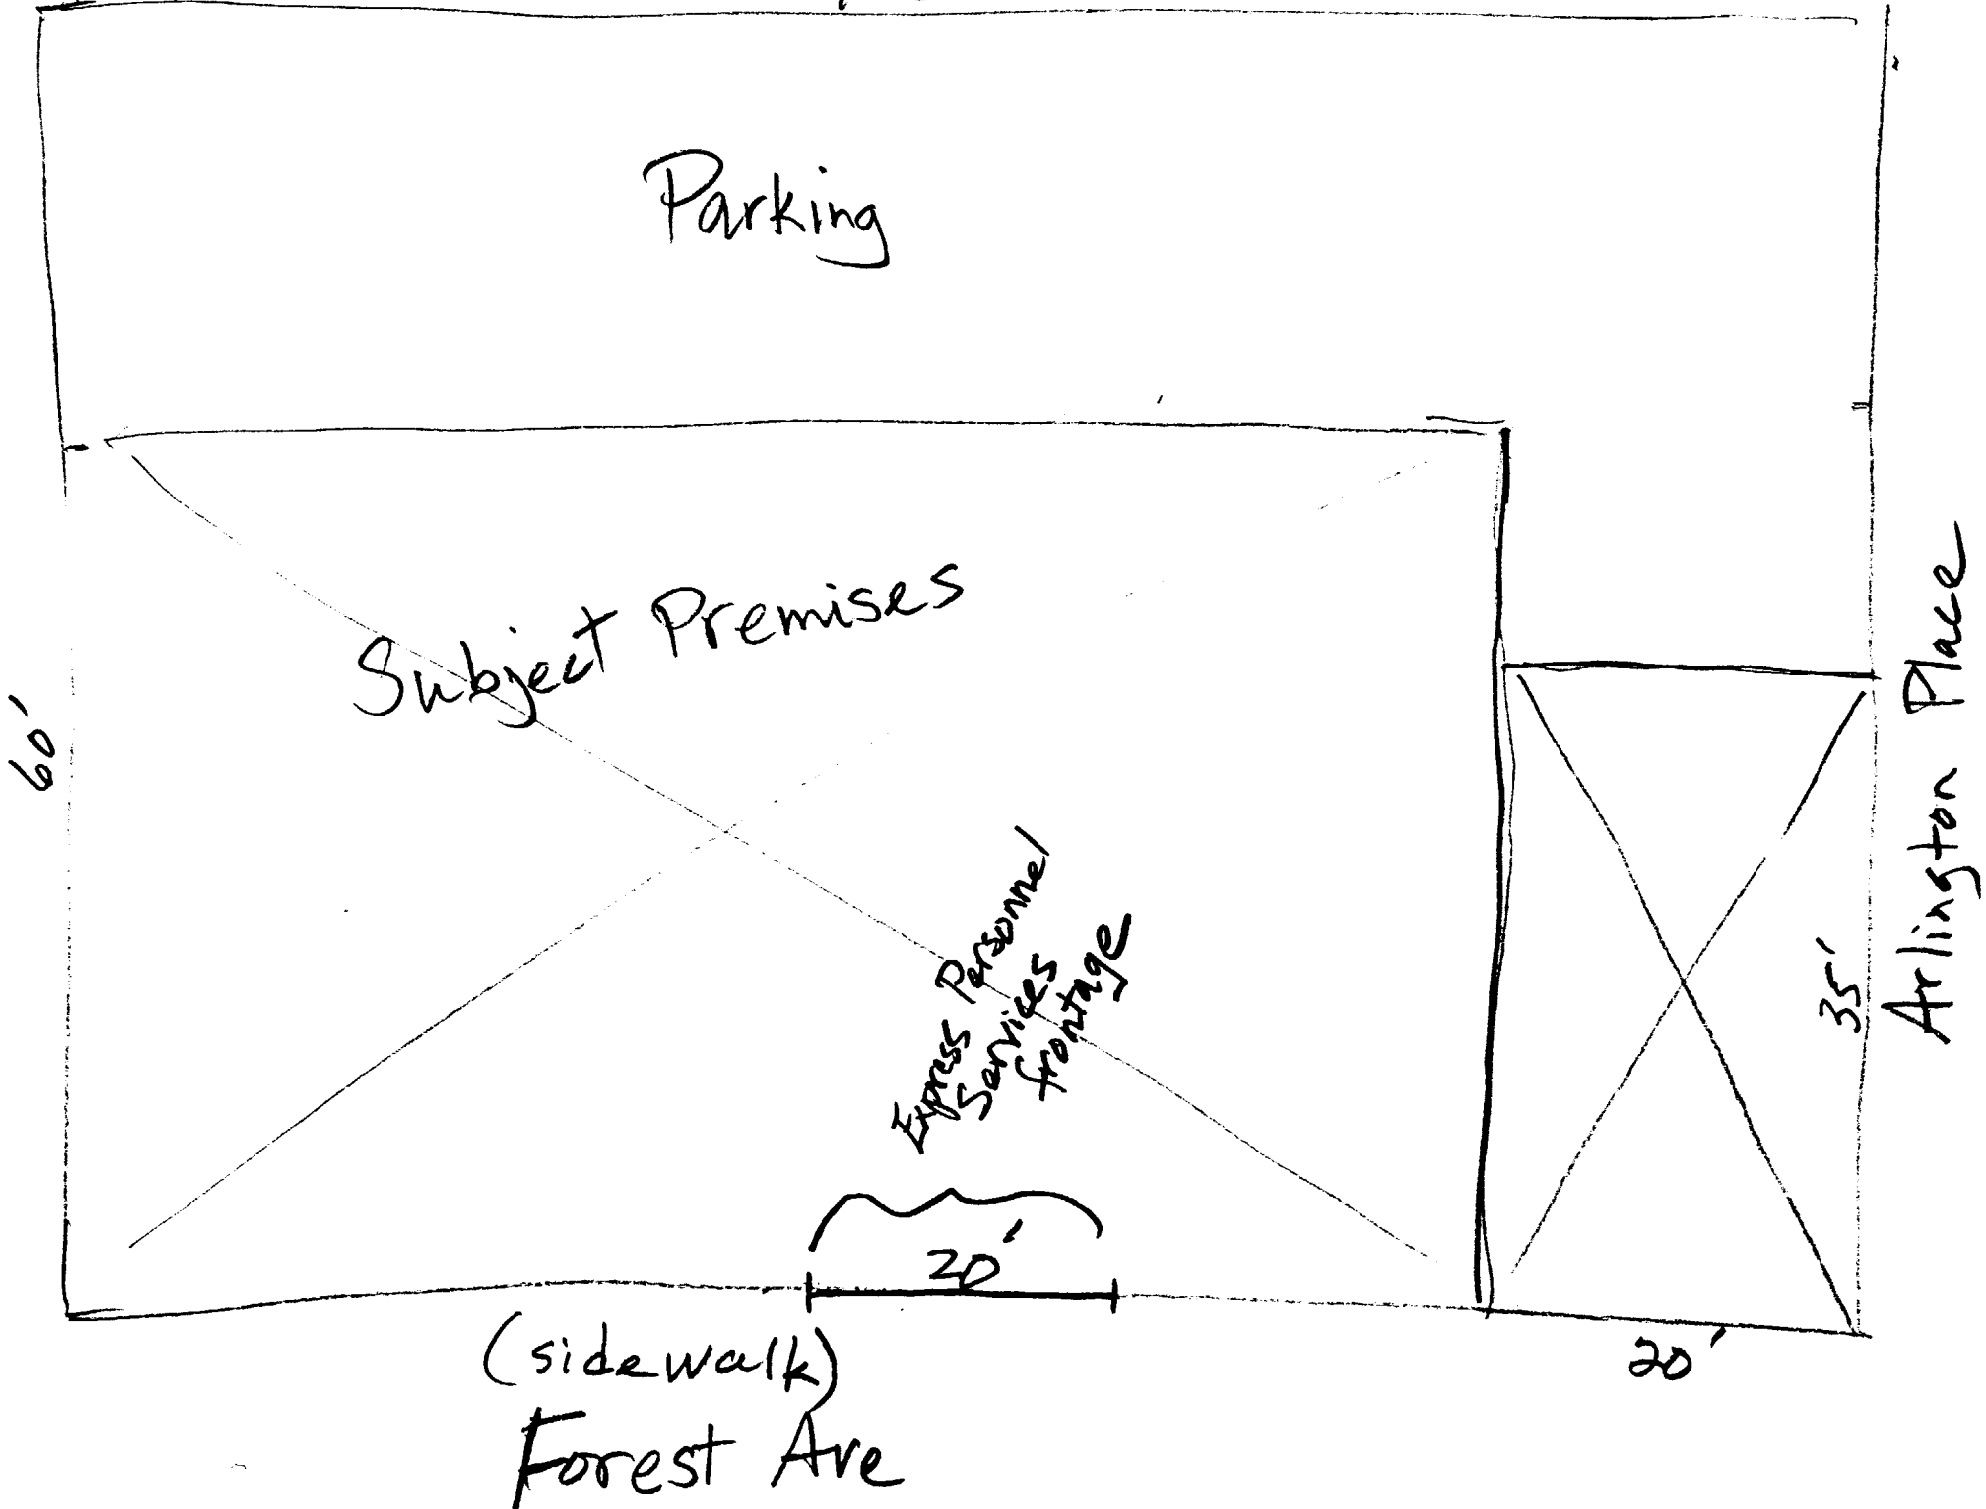 Parking
Subject Premises
60'
Arlington Place
35'
Express Personnel
Services
frontage
20'
20'
(sidewalk)
Forest Ave